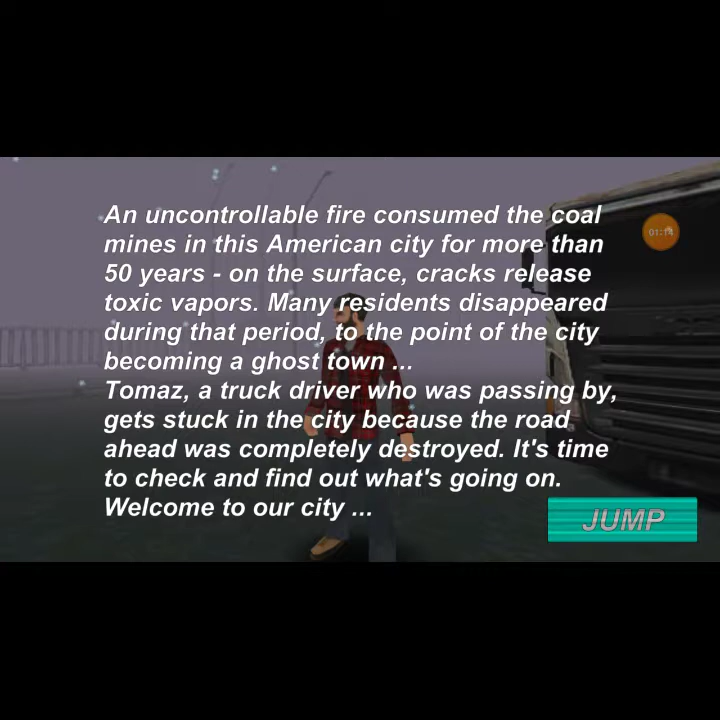 An uncontrollable fire consumed the coal
mines in this American city for more than
50 years - on the surface, cracks release
toxic vapors. Many residents disappeared
during that period, to the point of the city
becoming a ghost town ...
Tomaz, a truck driver who was passing by,
gets stuck in the city because the road
ahead was completely destroyed. It's time
to check and find out what's going on.
Welcome to our city ...
01:14
JUMP